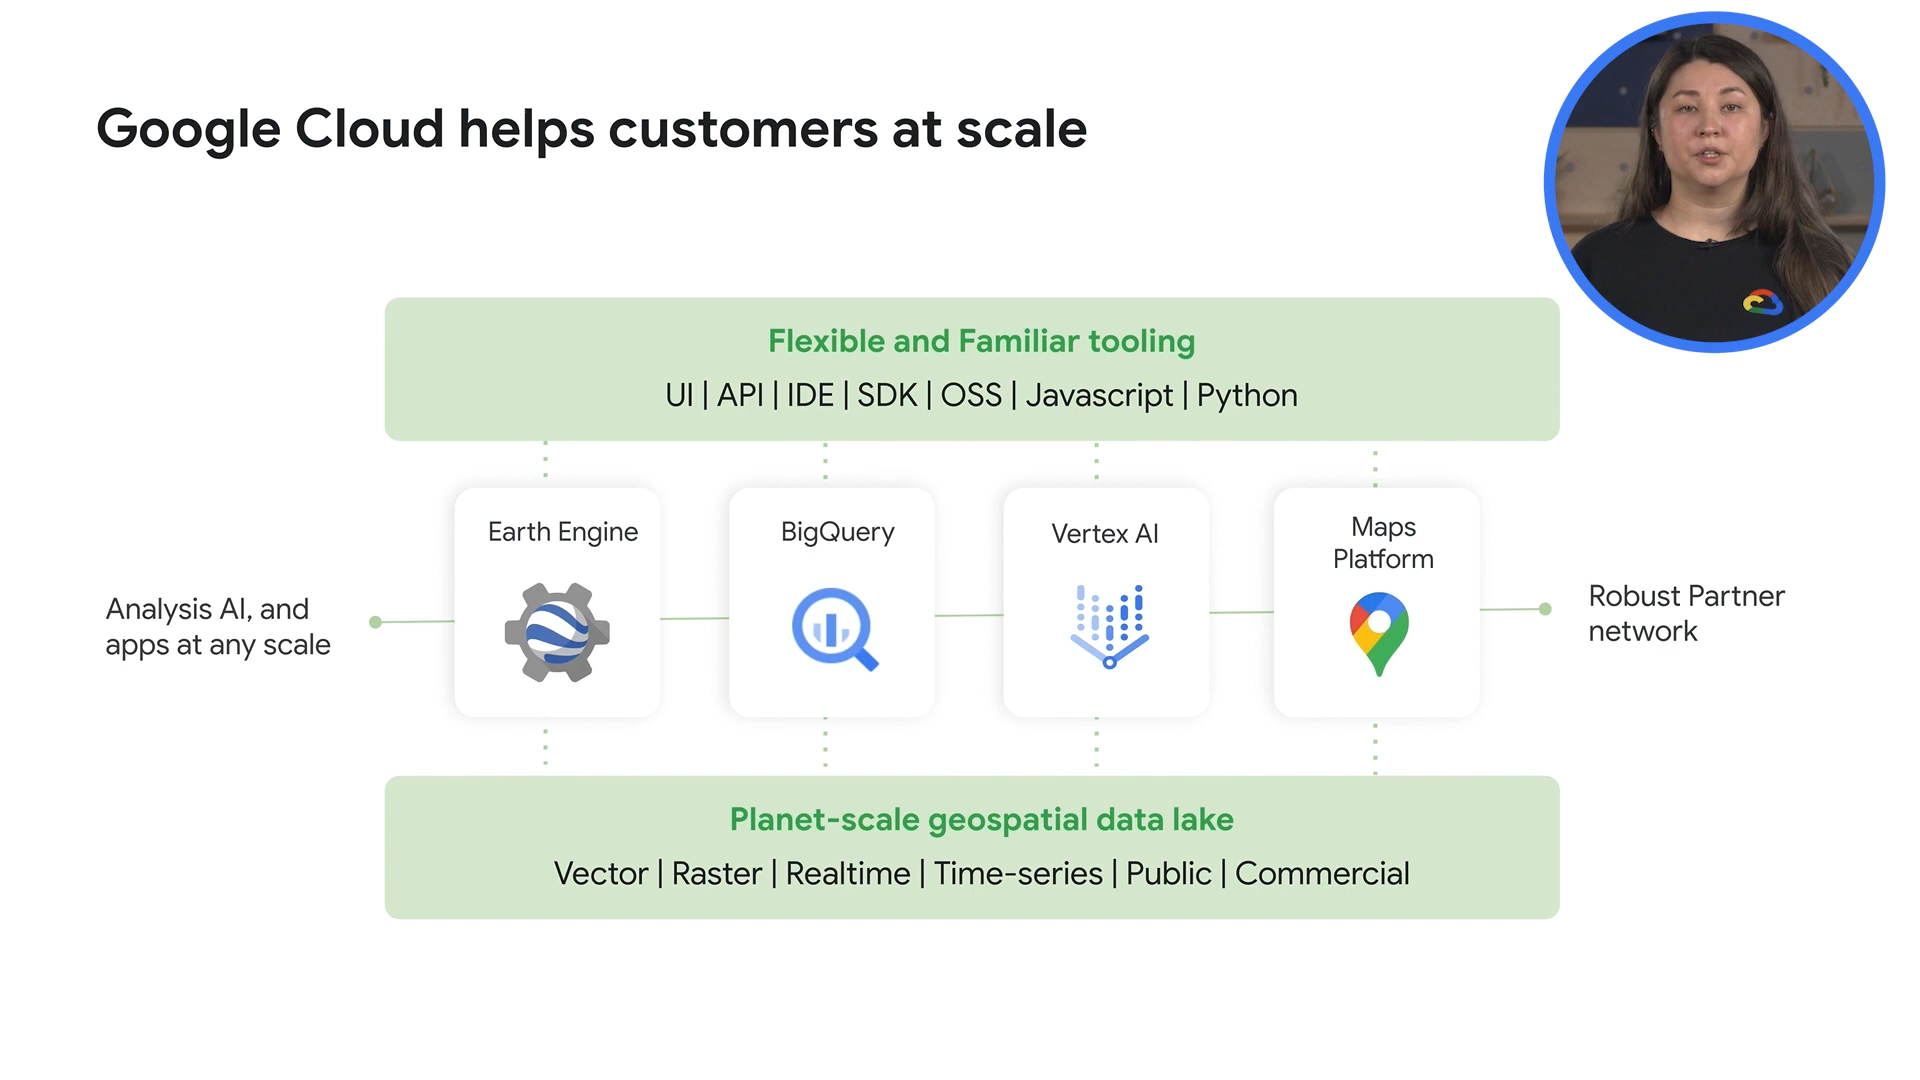 Google Cloud helps customers at scale
Flexible and Familiar tooling
UI | API | IDE | SDK | OSS | Javascript | Python
Earth Engine
BigQuery
Vertex AI
Maps
Platform
Analysis AI, and
apps at any scale
Robust Partner
network
Planet-scale geospatial data lake
Vector | Raster | Realtime | Time-series | Public | Commercial